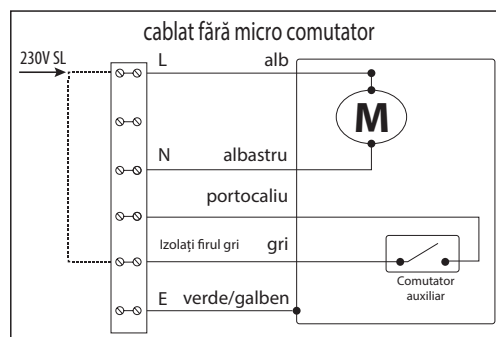 cablat fără micro comutator
230V SL
L alb
M
N albastru
portocaliu
Izolați firul gri gri
Comutator
auxiliar
E verde/galben